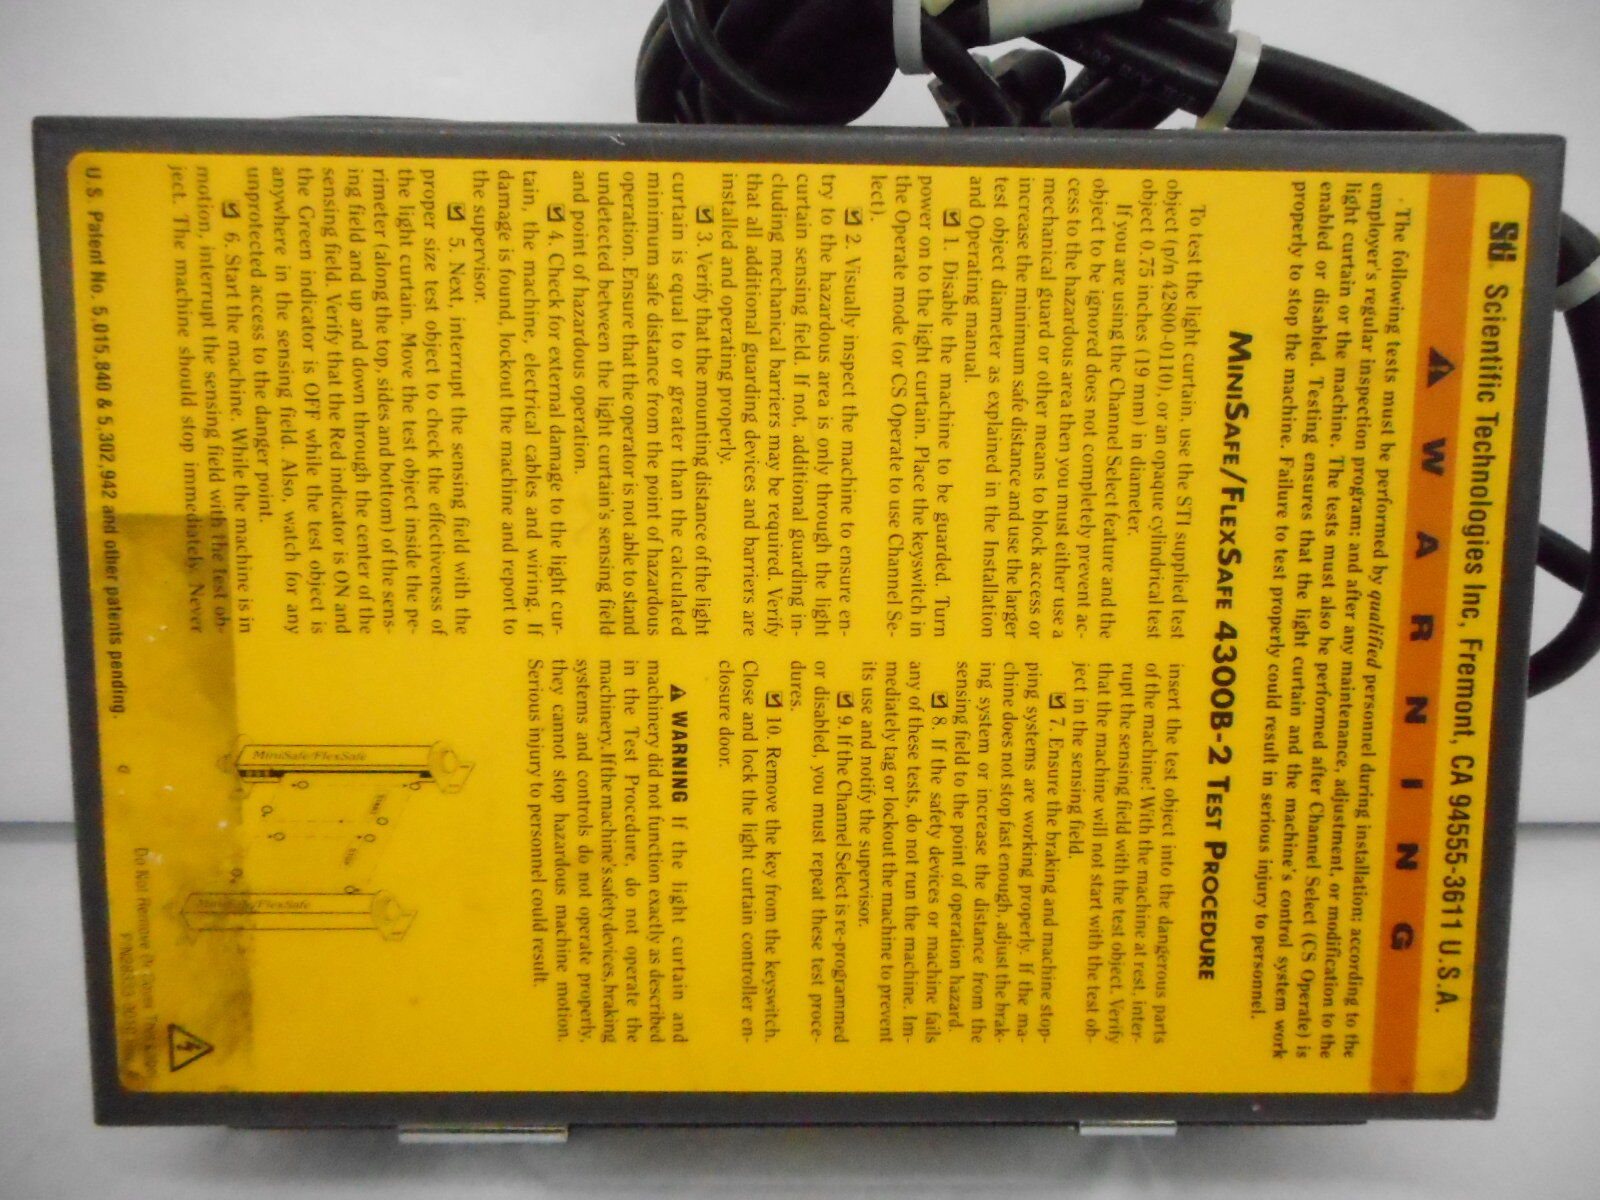 STI Scientific Technologies Inc, Fremont, CA 94555-3611 U.S.A.
WARNING
The following tests must be performed by qualified personnel during installation; according to the
employer's regular inspection program: and after any maintenance, adjustment, or modification to the
light curtain or the machine. The tests must also be performed after Channel Select (CS Operate) is
enabled or disabled. Testing ensures that the light curtain and the machine's control system work
properly to stop the machine. Failure to test properly could result in serious injury to personnel.
MINISAFE/FLEXSAFE 4300B-2 TEST PROCEDURE
To test the light curtain, use the STI supplied test
object (p/n 42800-0110), or an opaque cylindrical test
object 0.75 inches (19 mm) in diameter.
If you are using the Channel Select feature and the
object to be ignored does not completely prevent ac-
cess to the hazardous area then you must either use a
mechanical guard or other means to block access or
increase the minimum safe distance and use the larger
test object diameter as explained in the Installation
and Operating manual.
☑ 1. Disable the machine to be guarded. Turn
power on to the light curtain. Place the keyswitch in
the Operate mode (or CS Operate to use Channel Se-
lect).
☑ 2. Visually inspect the machine to ensure en-
try to the hazardous area is only through the light
curtain sensing field. If not, additional guarding in-
cluding mechanical barriers may be required. Verify
that all additional guarding devices and barriers are
installed and operating properly.
☑ 3. Verify that the mounting distance of the light
curtain is equal to or greater than the calculated
minimum safe distance from the point of hazardous
operation. Ensure that the operator is not able to stand
undetected between the light curtain's sensing field
and point of hazardous operation.
☑ 4. Check for external damage to the light cur-
tain, the machine, electrical cables and wiring. If
damage is found, lockout the machine and report to
the supervisor.
☑ 5. Next, interrupt the sensing field with the
proper size test object to check the effectiveness of
the light curtain. Move the test object inside the pe-
rimeter (along the top, sides and bottom) of the sens-
ing field and up and down through the center of the
sensing field. Verify that the Red indicator is ON and
the Green indicator is OFF while the test object is
anywhere in the sensing field. Also, watch for any
unprotected access to the danger point.
☑ 6. Start the machine. While the machine is in
motion, interrupt the sensing field with the test ob-
ject. The machine should stop immediately. Never
insert the test object into the dangerous parts
of the machine! With the machine at rest, inter-
rupt the sensing field with the test object. Verify
that the machine will not start with the test ob-
ject in the sensing field.
☑ 7. Ensure the braking and machine stop-
ping systems are working properly. If the ma-
chine does not stop fast enough, adjust the brak-
ing system or increase the distance from the
sensing field to the point of operation hazard.
☑ 8. If the safety devices or machine fails
any of these tests, do not run the machine. Im-
mediately tag or lockout the machine to prevent
its use and notify the supervisor.
☑ 9. If the Channel Select is re-programmed
or disabled, you must repeat these test proce-
dures.
☑ 10. Remove the key from the keyswitch.
Close and lock the light curtain controller en-
closure door.
WARNING If the light curtain and
machinery did not function exactly as described
in the Test Procedure, do not operate the
machinery. If the machine's safety devices, braking
systems and controls do not operate properly,
they cannot stop hazardous machine motion.
Serious injury to personnel could result.
MiniSafe/FlexSafe
MiniSafe/FlexSafe
U.S. Patent No. 5,015,840 & 5,302,942 and other patents pending.
Do Not Remove Or Cover This